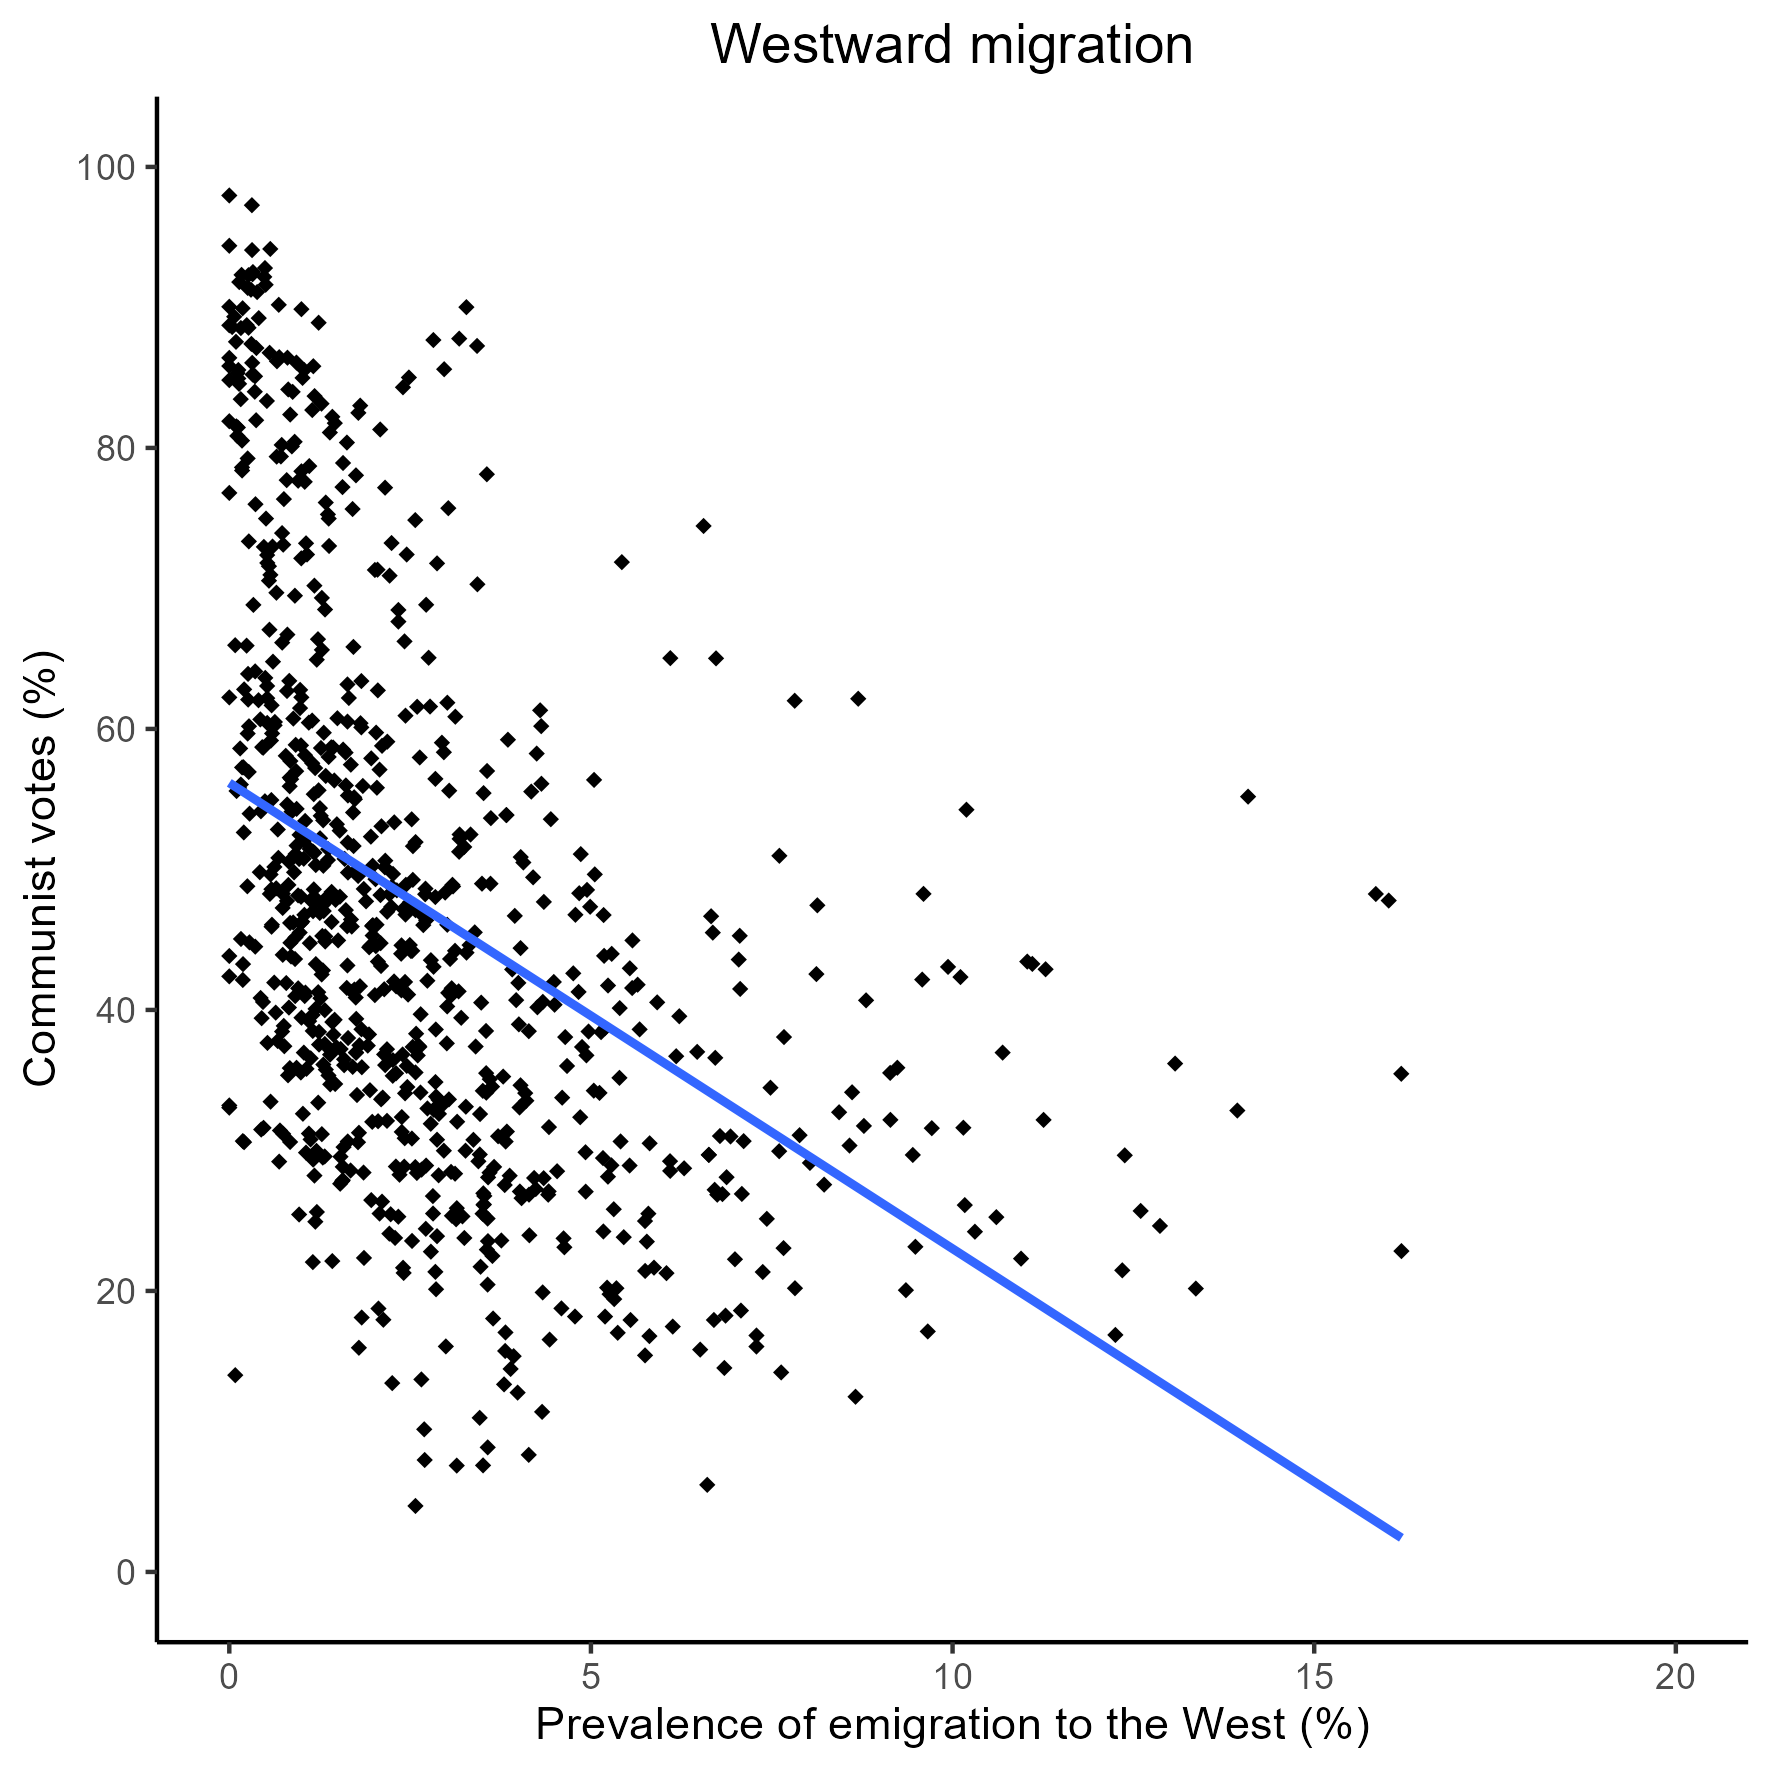 Westward migration
Communist votes (%)
100
80
60
40
20
0
0 5 10 15 20
Prevalence of emigration to the West (%)